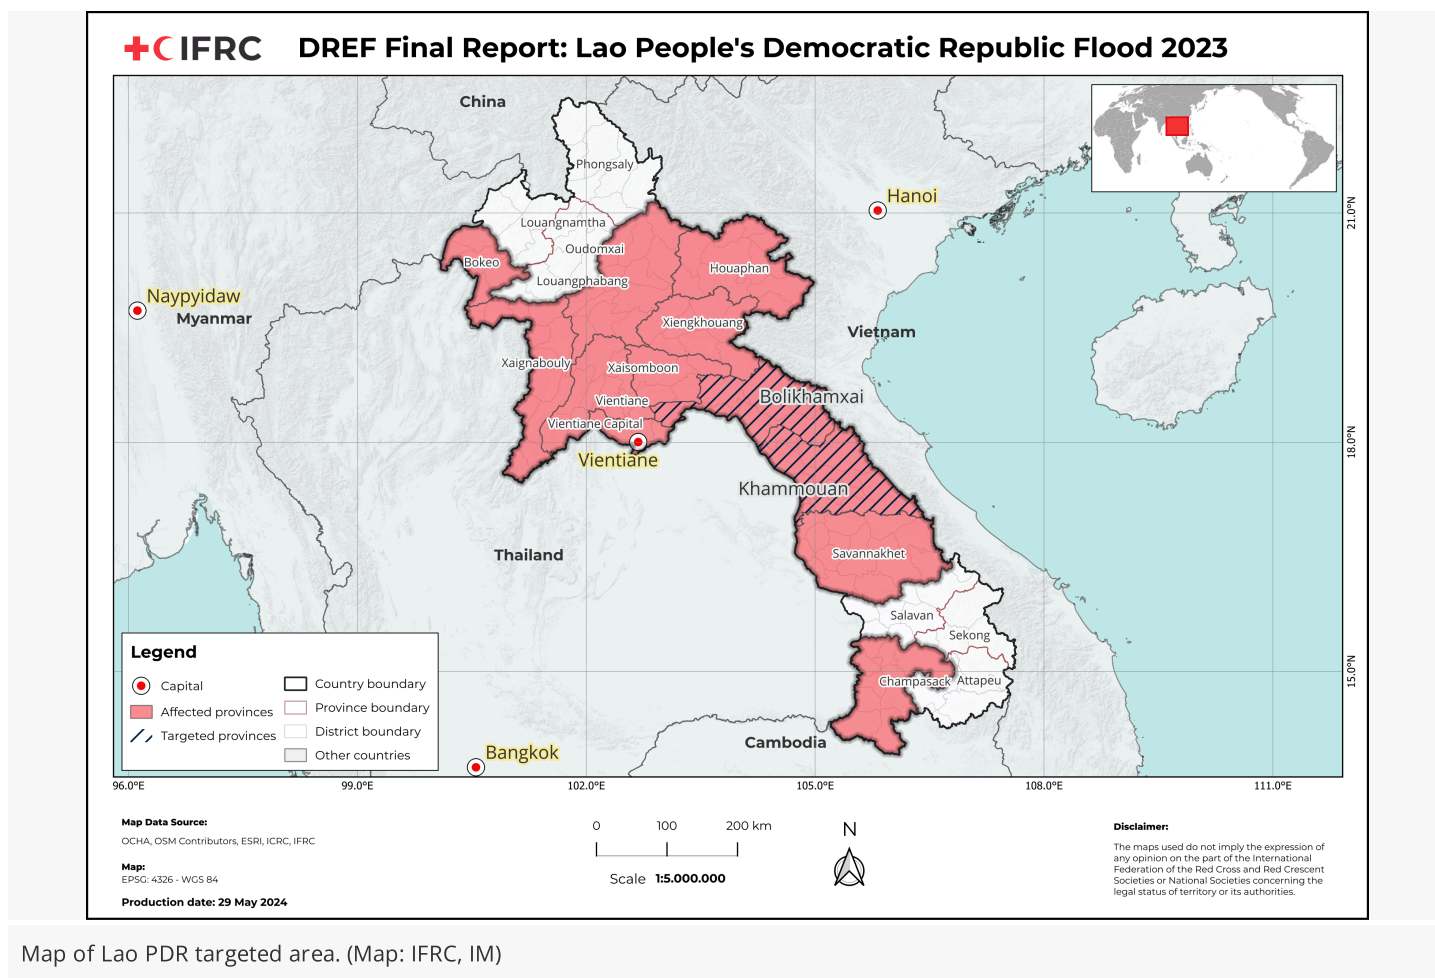 IFRC
DREF Final Report: Lao People's Democratic Republic Flood 2023
China
Phongsaly
Hanoi
21.0°N
Louangnamtha
Oudomxai
Bokeo
Houaphan
Louangphabang
Naypyidaw
Myanmar
Xiengkhouang
Vietnam
Xaignabouly
Xaisomboon
Bolikhamxai
Vientiane
Vientiane Capital
18.0°N
Vientiane
Khammouan
Thailand
Savannakhet
Salavan
Sekong
Champasack
Attapeu
15.0°N
Cambodia
Bangkok
Legend
Capital
Affected provinces
Targeted provinces
Country boundary
Province boundary
District boundary
Other countries
96.0°E
99.0°E
102.0°E
105.0°E
108.0°E
111.0°E
Map Data Source:
OCHA, OSM Contributors, ESRI, ICRC, IFRC
Map:
EPSG: 4326 - WGS 84
Production date: 29 May 2024
0 100 200 km
Scale 1:5.000.000
N
Disclaimer:
The maps used do not imply the expression of
any opinion on the part of the International
Federation of the Red Cross and Red Crescent
Societies or National Societies concerning the
legal status of territory or its authorities.
Map of Lao PDR targeted area. (Map: IFRC, IM)